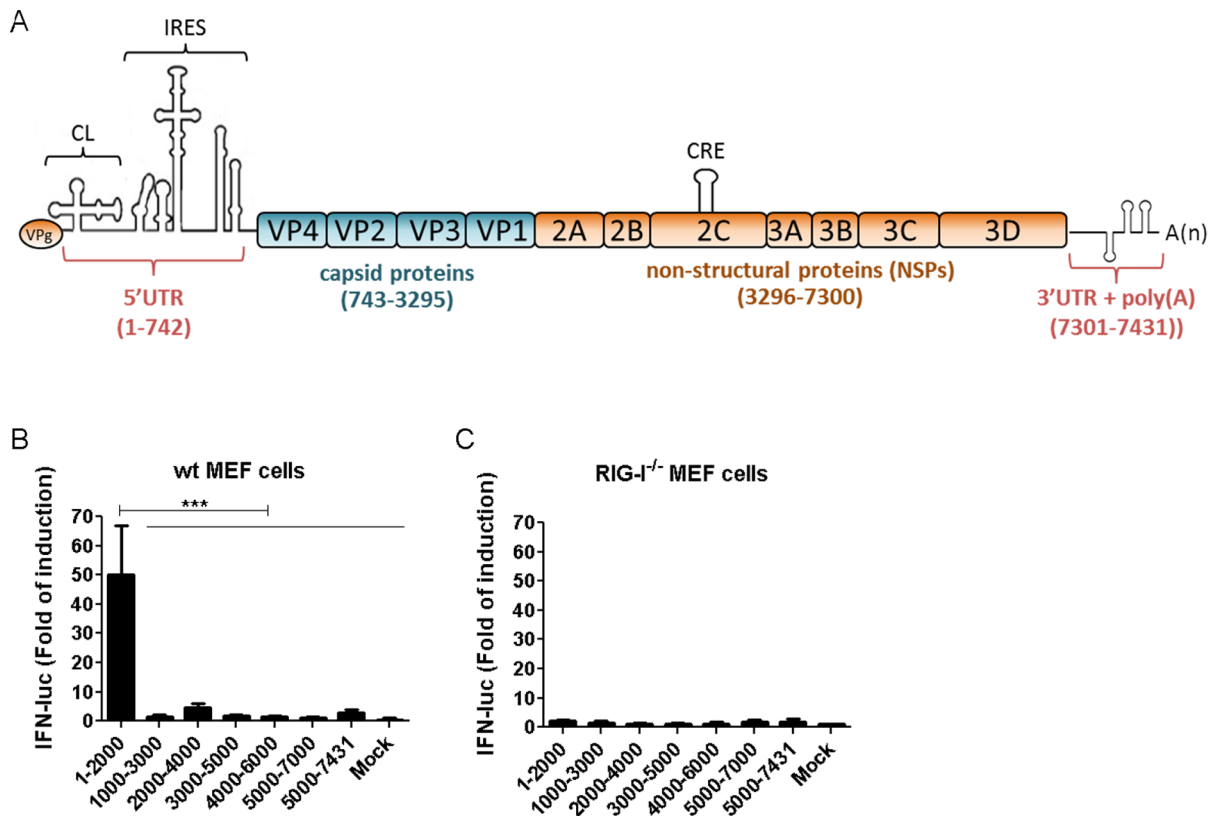 A
IRES
CL
CRE
VPg
VP4 VP2 VP3 VP1 2A 2B 2C 3A 3B 3C 3D
A(n)
5'UTR
(1-742)
capsid proteins
(743-3295)
non-structural proteins (NSPs)
(3296-7300)
3'UTR + poly(A)
(7301-7431))
B
wt MEF cells
***
IFN-luc (Fold of induction)
70
60
50
40
30
20
10
0
1-2000
1000-3000
2000-4000
3000-5000
4000-6000
5000-7000
5000-7431
Mock
C
RIG-I-/- MEF cells
IFN-luc (Fold of induction)
70
60
50
40
30
20
10
0
1-2000
1000-3000
2000-4000
3000-5000
4000-6000
5000-7000
5000-7431
Mock